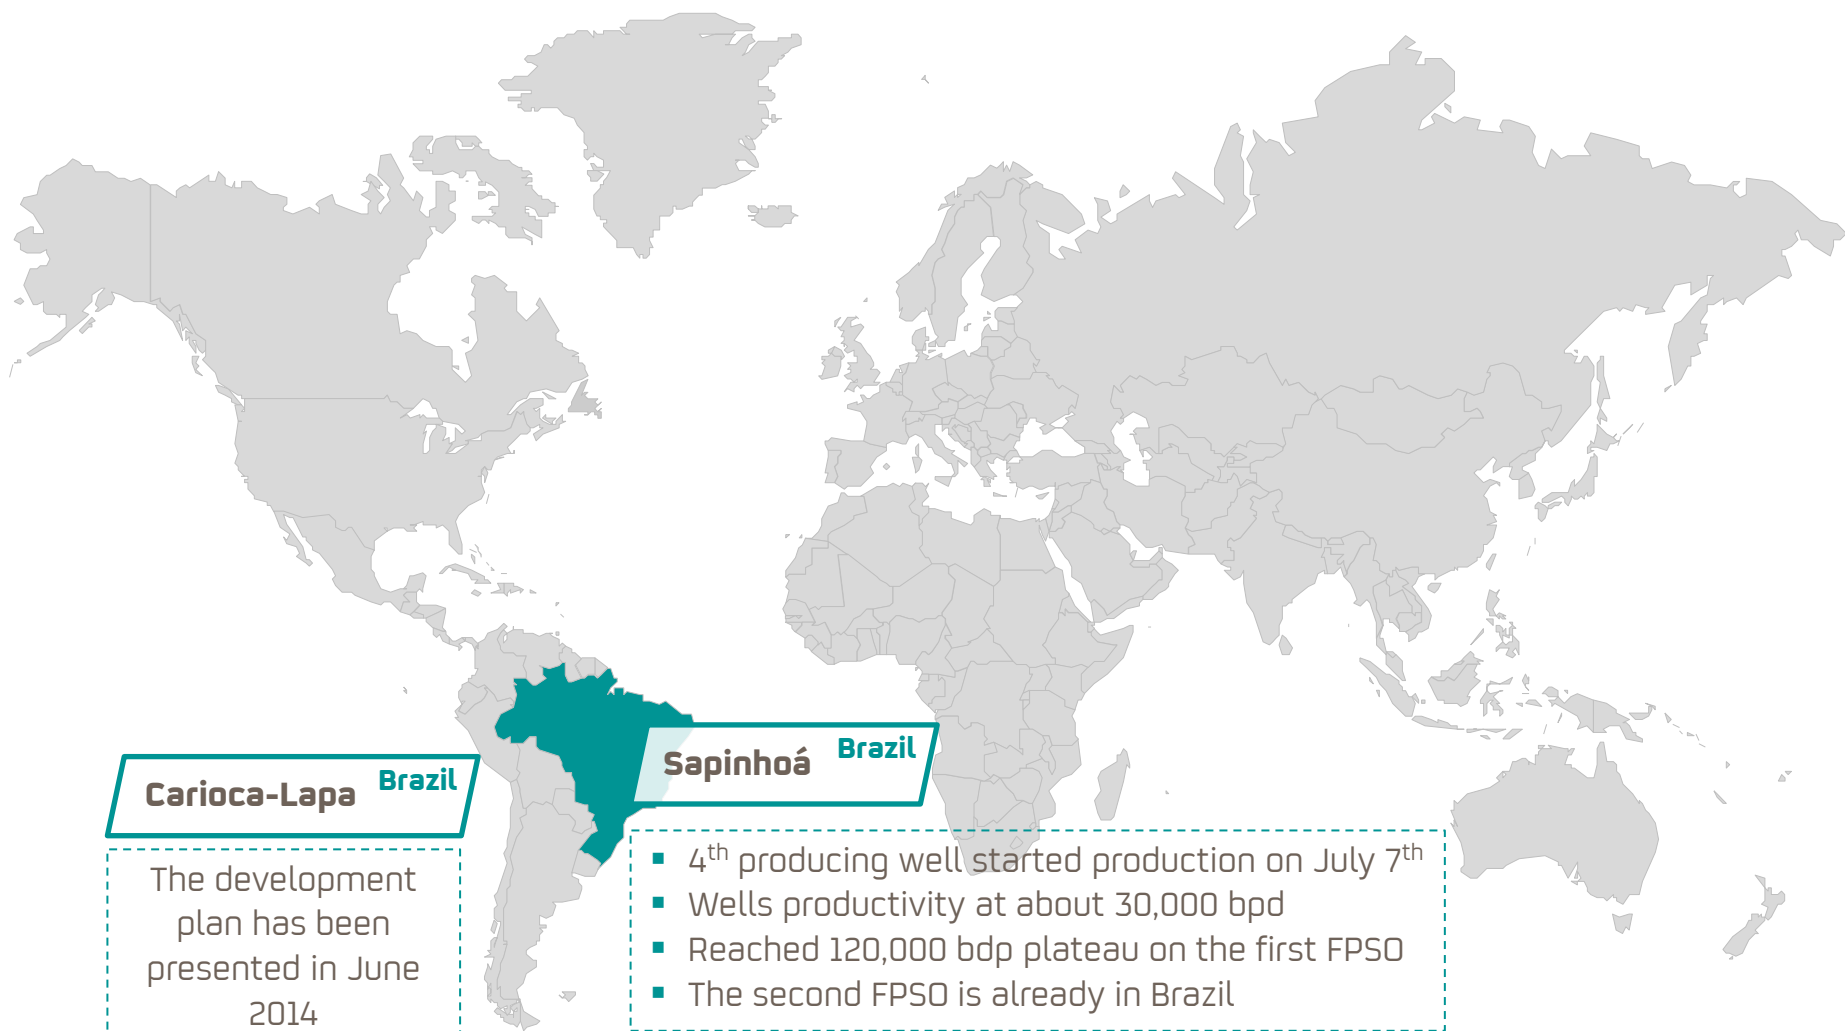 Carioca-Lapa Brazil
The development
plan has been
presented in June
2014
Sapinhoá Brazil
▪ 4th producing well started production on July 7th
▪ Wells productivity at about 30,000 bpd
▪ Reached 120,000 bdp plateau on the first FPSO
▪ The second FPSO is already in Brazil